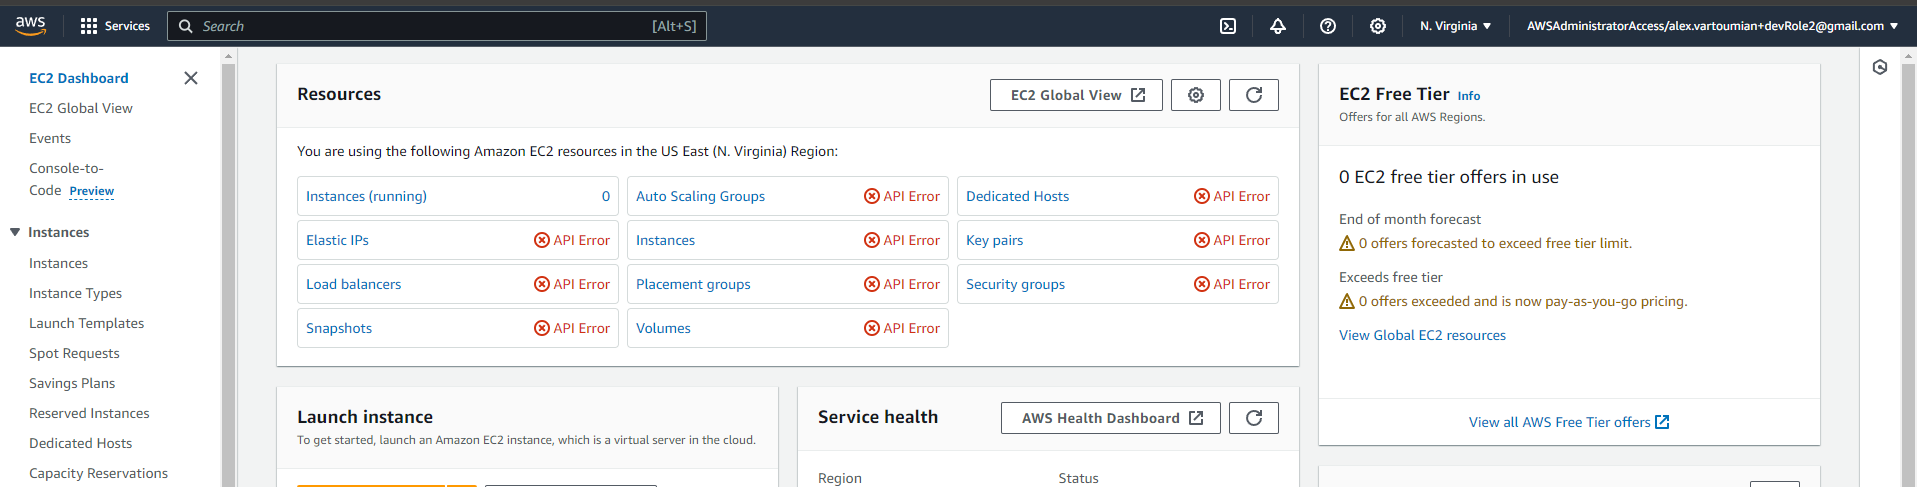 aws
Services
Search
[Alt+S]
N. Virginia
AWSAdministratorAccess/alex.vartoumian+devRole2@gmail.com
EC2 Dashboard
EC2 Global View
Events
Console-to-
Code Preview
Instances
Instances
Instance Types
Launch Templates
Spot Requests
Savings Plans
Reserved Instances
Dedicated Hosts
Capacity Reservations
Resources
EC2 Global View
You are using the following Amazon EC2 resources in the US East (N. Virginia) Region:
Instances (running) 0
Auto Scaling Groups API Error
Dedicated Hosts API Error
Elastic IPs API Error
Instances API Error
Key pairs API Error
Load balancers API Error
Placement groups API Error
Security groups API Error
Snapshots API Error
Volumes API Error
Launch instance
To get started, launch an Amazon EC2 instance, which is a virtual server in the cloud.
Service health
AWS Health Dashboard
Region Status
EC2 Free Tier Info
Offers for all AWS Regions.
0 EC2 free tier offers in use
End of month forecast
0 offers forecasted to exceed free tier limit.
Exceeds free tier
0 offers exceeded and is now pay-as-you-go pricing.
View Global EC2 resources
View all AWS Free Tier offers